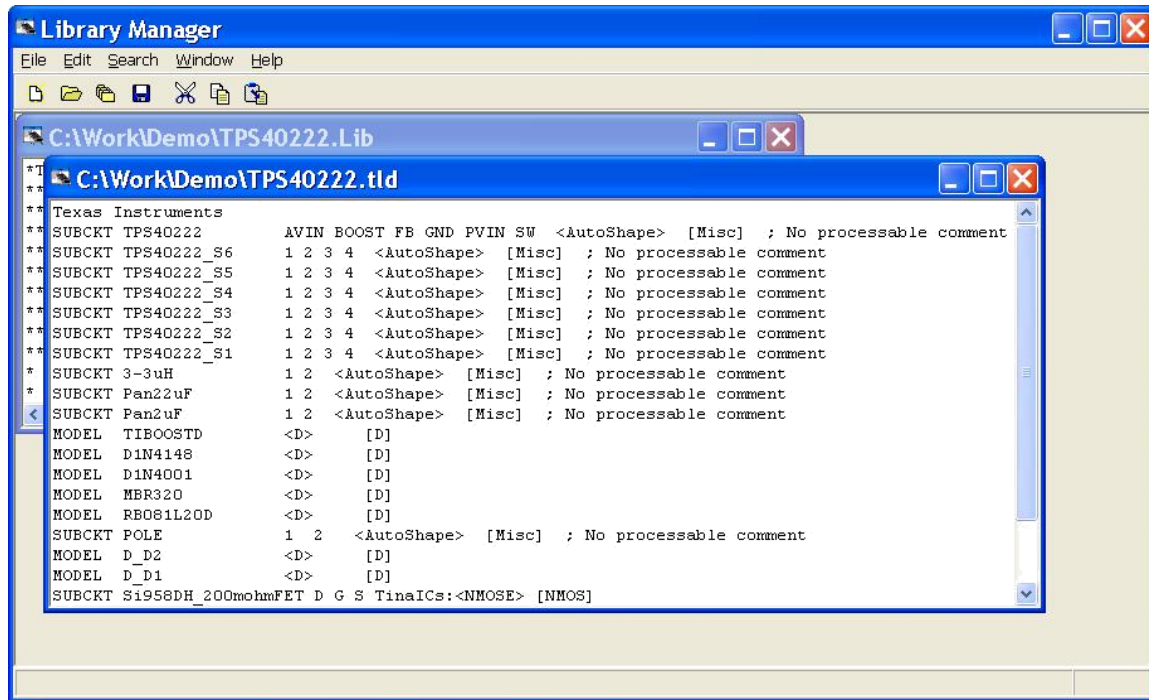 Library Manager
File Edit Search Window Help
C:\Work\Demo\TPS40222.Lib
*T
**
**
**
**
**
**
**
**
**
*
*
C:\Work\Demo\TPS40222.tld
Texas Instruments
SUBCKT TPS40222 AVIN BOOST FB GND PVIN SW <AutoShape> [Misc] ; No processable comment
SUBCKT TPS40222_S6 1 2 3 4 <AutoShape> [Misc] ; No processable comment
SUBCKT TPS40222_S5 1 2 3 4 <AutoShape> [Misc] ; No processable comment
SUBCKT TPS40222_S4 1 2 3 4 <AutoShape> [Misc] ; No processable comment
SUBCKT TPS40222_S3 1 2 3 4 <AutoShape> [Misc] ; No processable comment
SUBCKT TPS40222_S2 1 2 3 4 <AutoShape> [Misc] ; No processable comment
SUBCKT TPS40222_S1 1 2 3 4 <AutoShape> [Misc] ; No processable comment
SUBCKT 3-3uH 1 2 <AutoShape> [Misc] ; No processable comment
SUBCKT Pan22uF 1 2 <AutoShape> [Misc] ; No processable comment
SUBCKT Pan2uF 1 2 <AutoShape> [Misc] ; No processable comment
MODEL TIBOOSTD <D> [D]
MODEL D1N4148 <D> [D]
MODEL D1N4001 <D> [D]
MODEL MBR320 <D> [D]
MODEL RB081L20D <D> [D]
SUBCKT POLE 1 2 <AutoShape> [Misc] ; No processable comment
MODEL D_D2 <D> [D]
MODEL D_D1 <D> [D]
SUBCKT Si958DH_200mohmFET D G S TinaICs:<NMOSE> [NMOS]